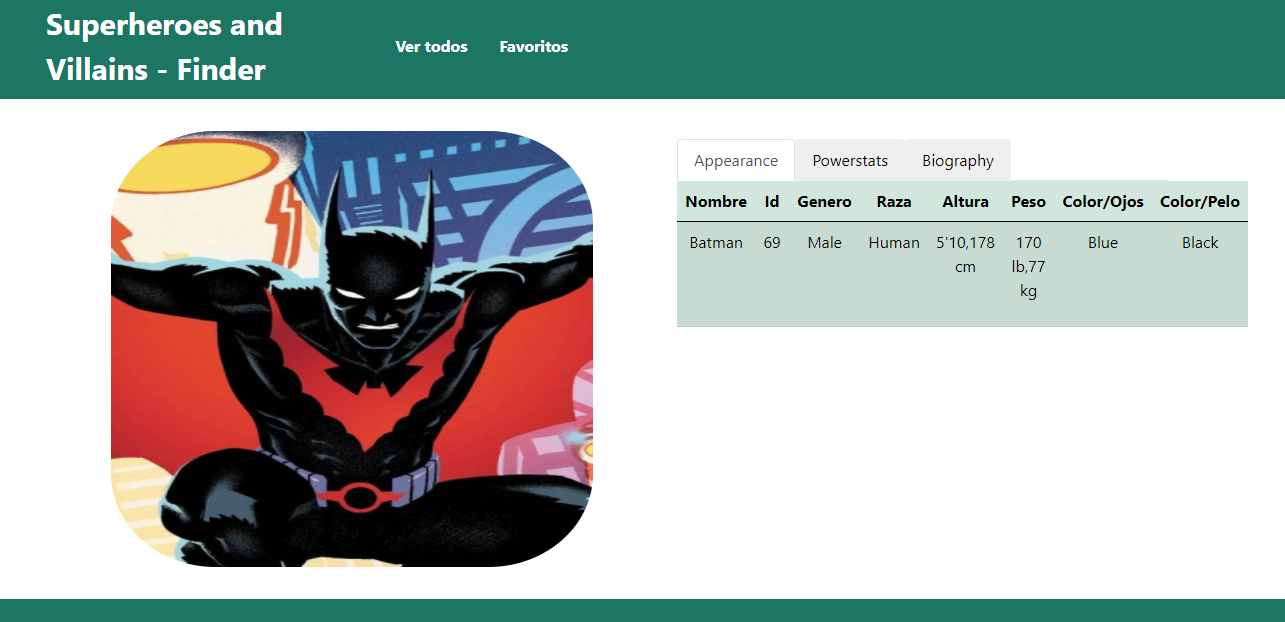 Superheroes and
Villains - Finder
Ver todos Favoritos
Appearance Powerstats Biography
Nombre Id Genero Raza Altura Peso Color/Ojos Color/Pelo
Batman 69 Male Human 5'10,178 170 Blue Black
cm lb,77
kg